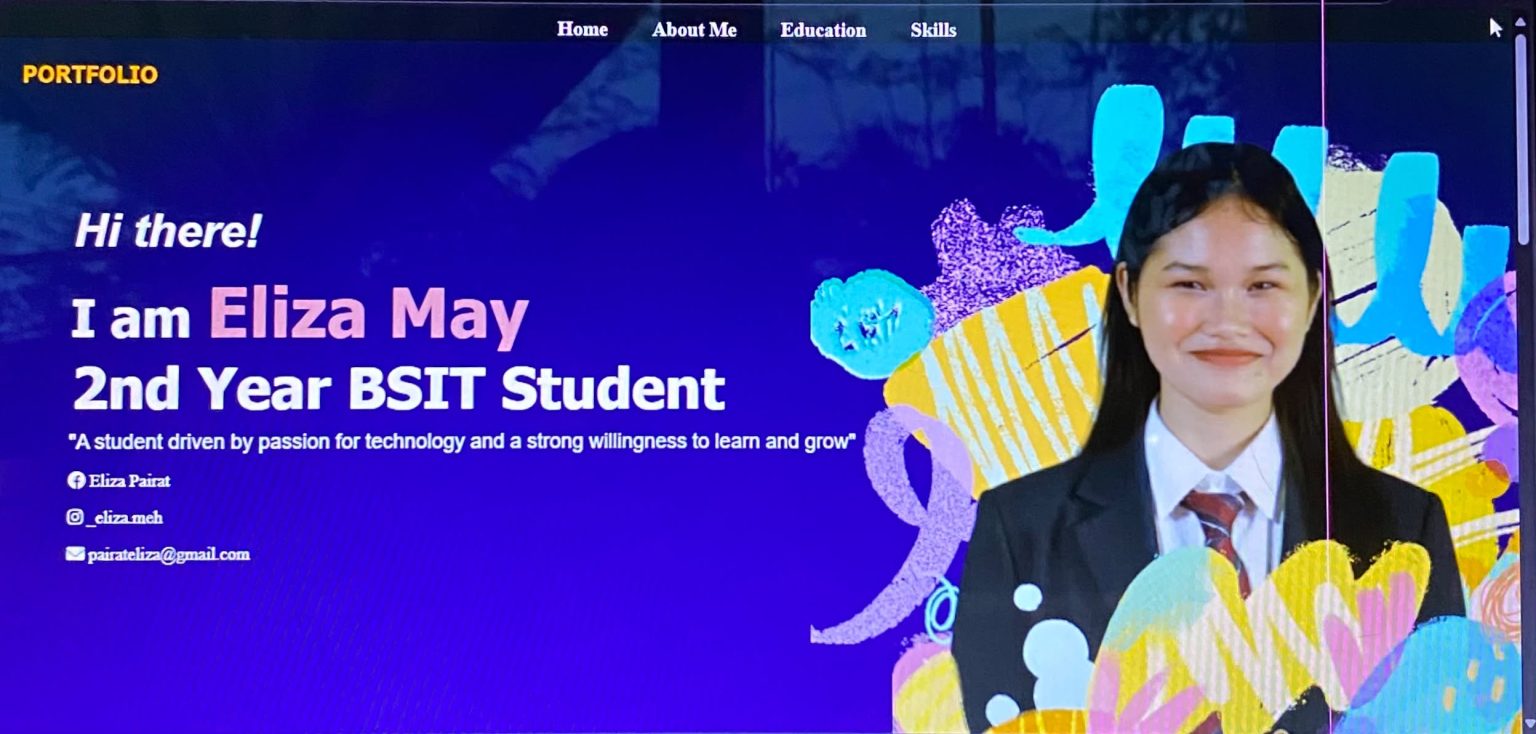 Home About Me Education Skills
PORTFOLIO
Hi there!
I am Eliza May
2nd Year BSIT Student
"A student driven by passion for technology and a strong willingness to learn and grow"
Eliza Pairat
_eliza.meh
pairateliza@gmail.com